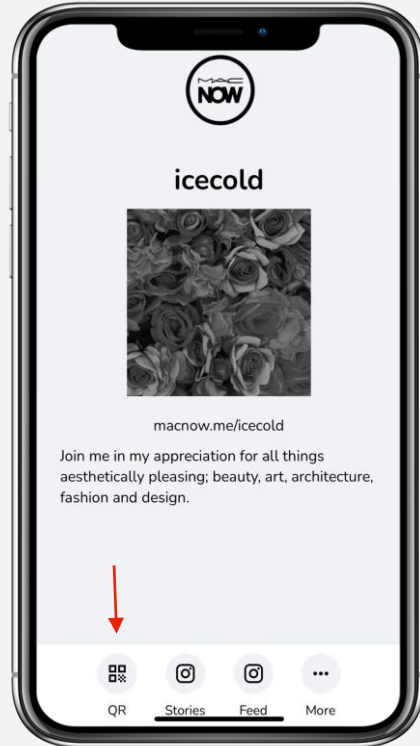 MAC
NOW
icecold
macnow.me/icecold
Join me in my appreciation for all things
aesthetically pleasing; beauty, art, architecture,
fashion and design.
QR Stories Feed More